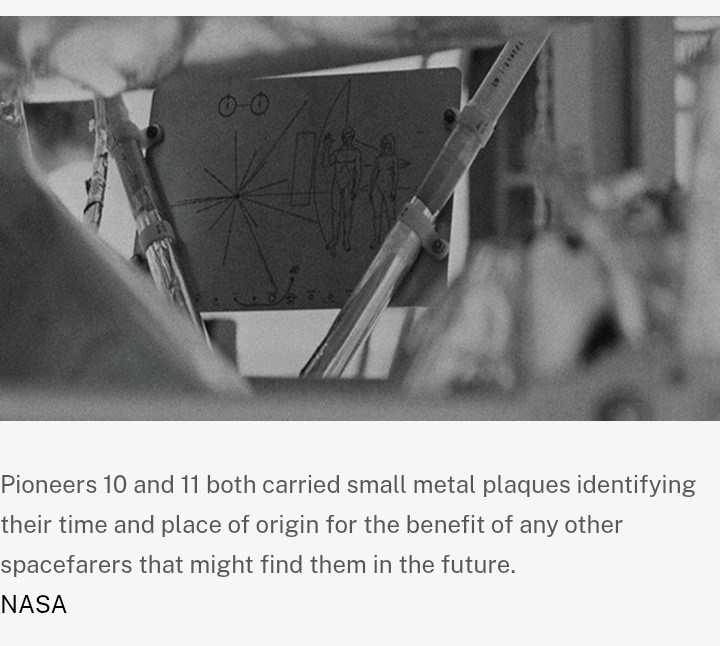 Pioneers 10 and 11 both carried small metal plaques identifying
their time and place of origin for the benefit of any other
spacefarers that might find them in the future.
NASA